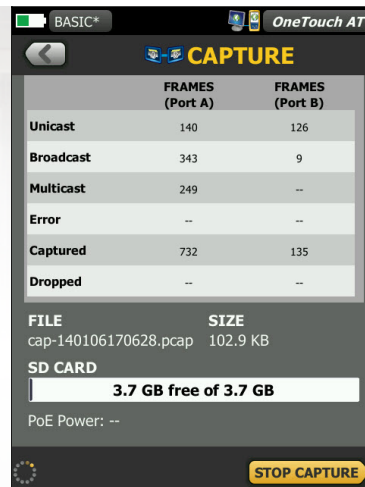 BASIC* OneTouch AT
CAPTURE
FRAMES (Port A) FRAMES (Port B)
Unicast 140 126
Broadcast 343 9
Multicast 249 --
Error -- --
Captured 732 135
Dropped -- --
FILE SIZE
cap-140106170628.pcap 102.9 KB
SD CARD
3.7 GB free of 3.7 GB
PoE Power: --
STOP CAPTURE